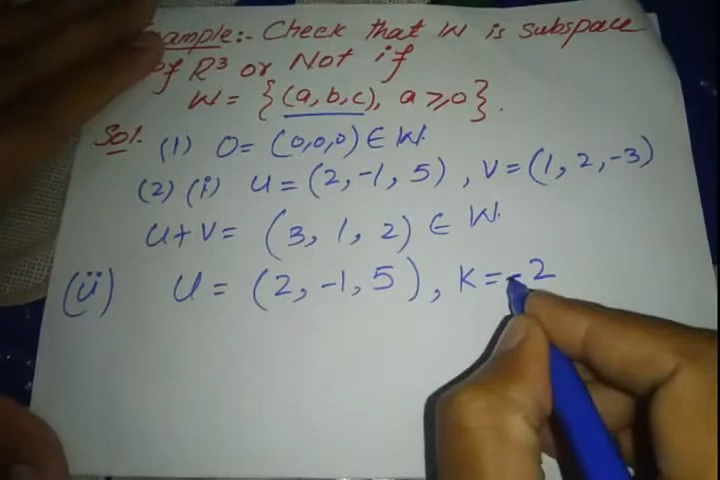 ample:- Check that W is subspace
of R³ or Not if
W = {(a,b,c), a ≥ 0}.
Sol. (1) 0 = (0,0,0) ∈ W.
(2) (i) u = (2, -1, 5), v = (1, 2, -3)
u+v = (3, 1, 2) ∈ W.
(ii) u = (2, -1, 5), K = -2